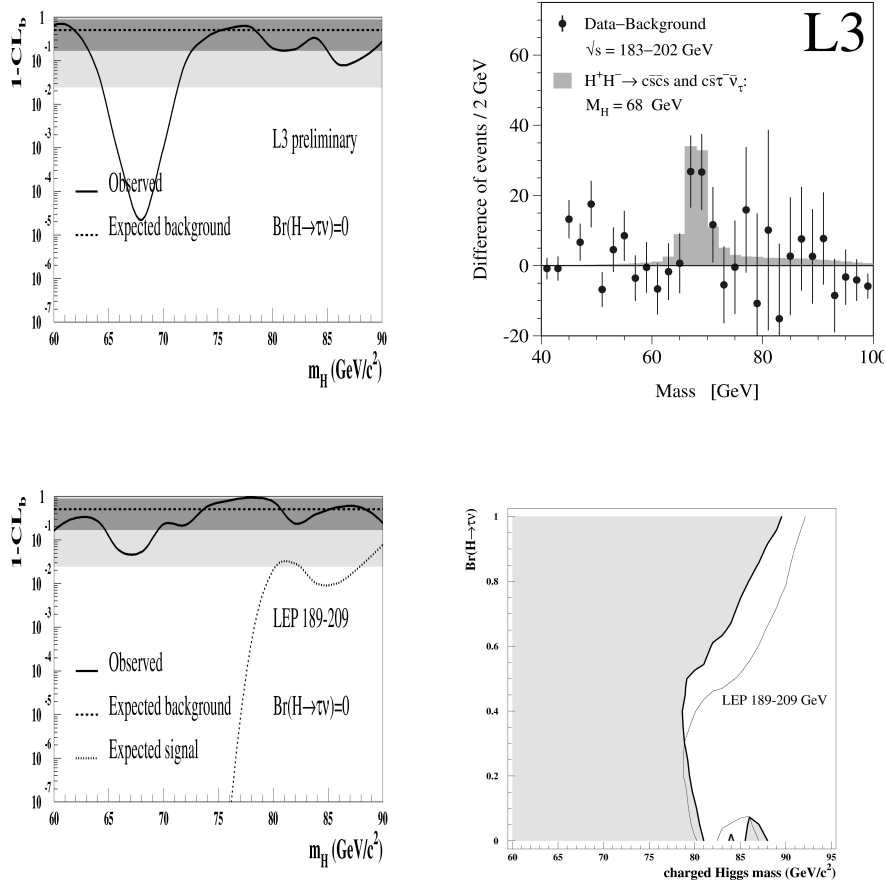 1-CL_b
1
10^-1
10^-2
10^-3
10^-4
10^-5
10^-6
10^-7
L3 preliminary
Observed
Expected background
Br(H→τν)=0
60 65 70 75 80 85 90
m_H (GeV/c²)
L3
Data−Background
√s = 183−202 GeV
H⁺H⁻→ cs̄c̄s and cs̄τ⁻ν̄_τ:
M_H = 68 GeV
Difference of events / 2 GeV
60
40
20
0
-20
40 60 80 100
Mass [GeV]
1-CL_b
1
10^-1
10^-2
10^-3
10^-4
10^-5
10^-6
10^-7
LEP 189-209
Observed
Expected background
Br(H→τν)=0
Expected signal
60 65 70 75 80 85 90
m_H (GeV/c²)
Br(H→τν)
1
0.8
0.6
0.4
0.2
0
LEP 189-209 GeV
60 65 70 75 80 85 90 95
charged Higgs mass (GeV/c²)